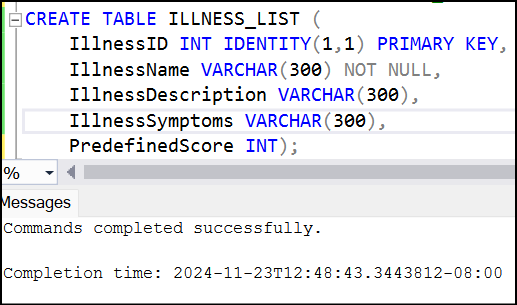 CREATE TABLE ILLNESS_LIST (
IllnessID INT IDENTITY(1,1) PRIMARY KEY,
IllnessName VARCHAR(300) NOT NULL,
IllnessDescription VARCHAR(300),
IllnessSymptoms VARCHAR(300),
PredefinedScore INT);
%
Messages
Commands completed successfully.
Completion time: 2024-11-23T12:48:43.3443812-08:00